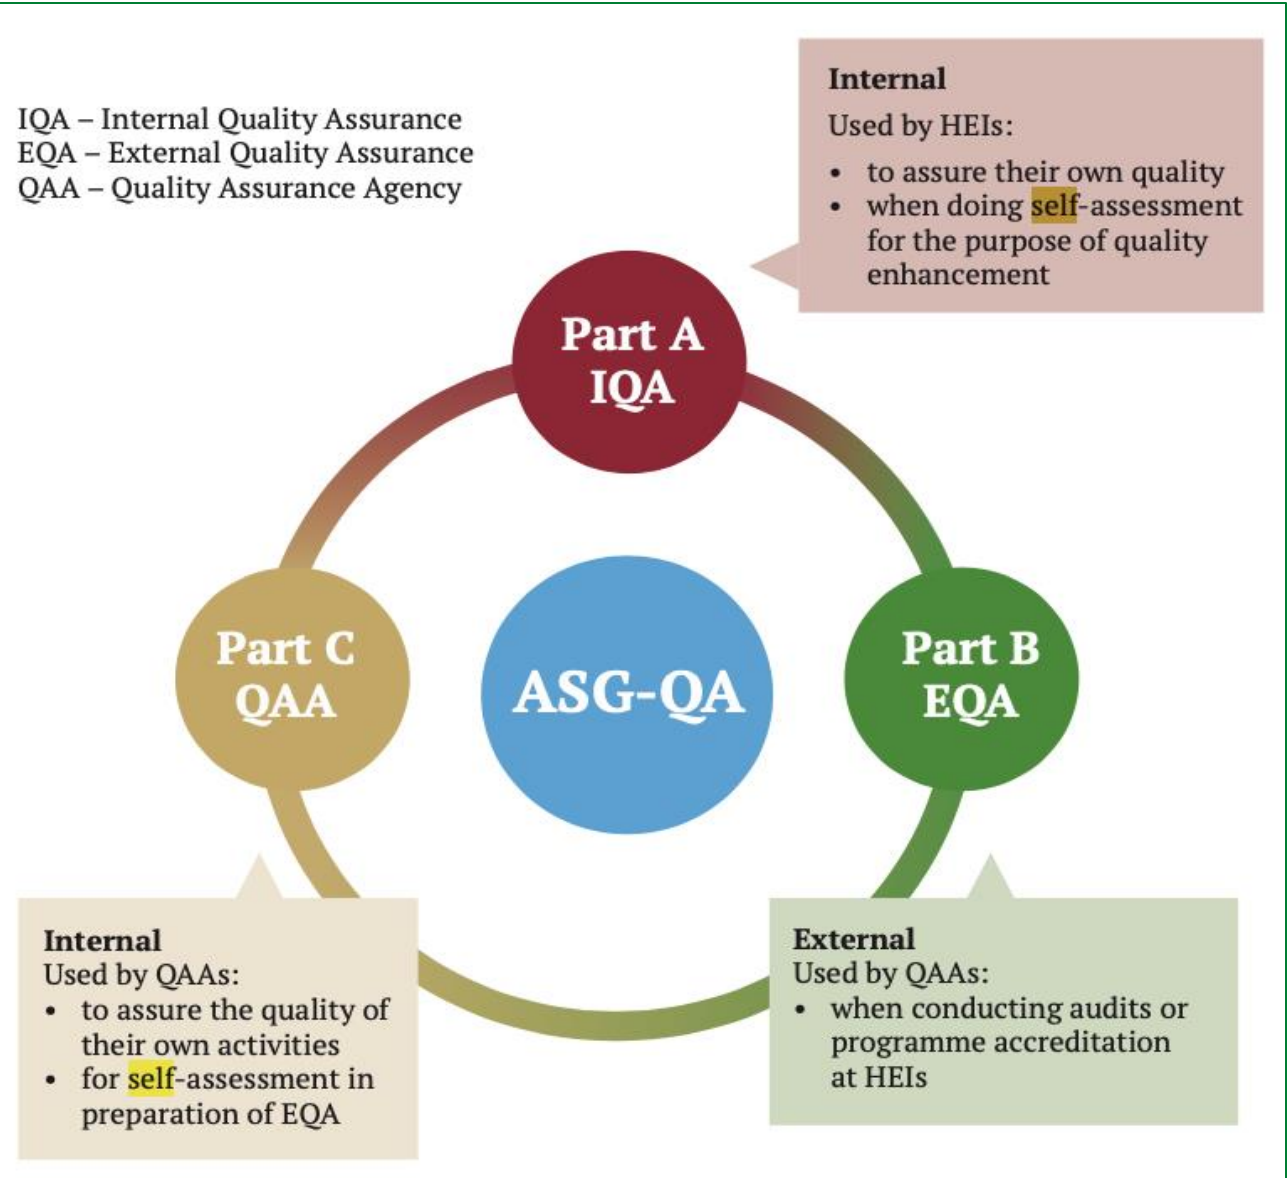 IQA – Internal Quality Assurance
EQA – External Quality Assurance
QAA – Quality Assurance Agency
Internal
Used by HEIs:
• to assure their own quality
• when doing self-assessment
for the purpose of quality
enhancement
Part A
IQA
Part C
QAA
ASG-QA
Part B
EQA
Internal
Used by QAAs:
• to assure the quality of
their own activities
• for self-assessment in
preparation of EQA
External
Used by QAAs:
• when conducting audits or
programme accreditation
at HEIs